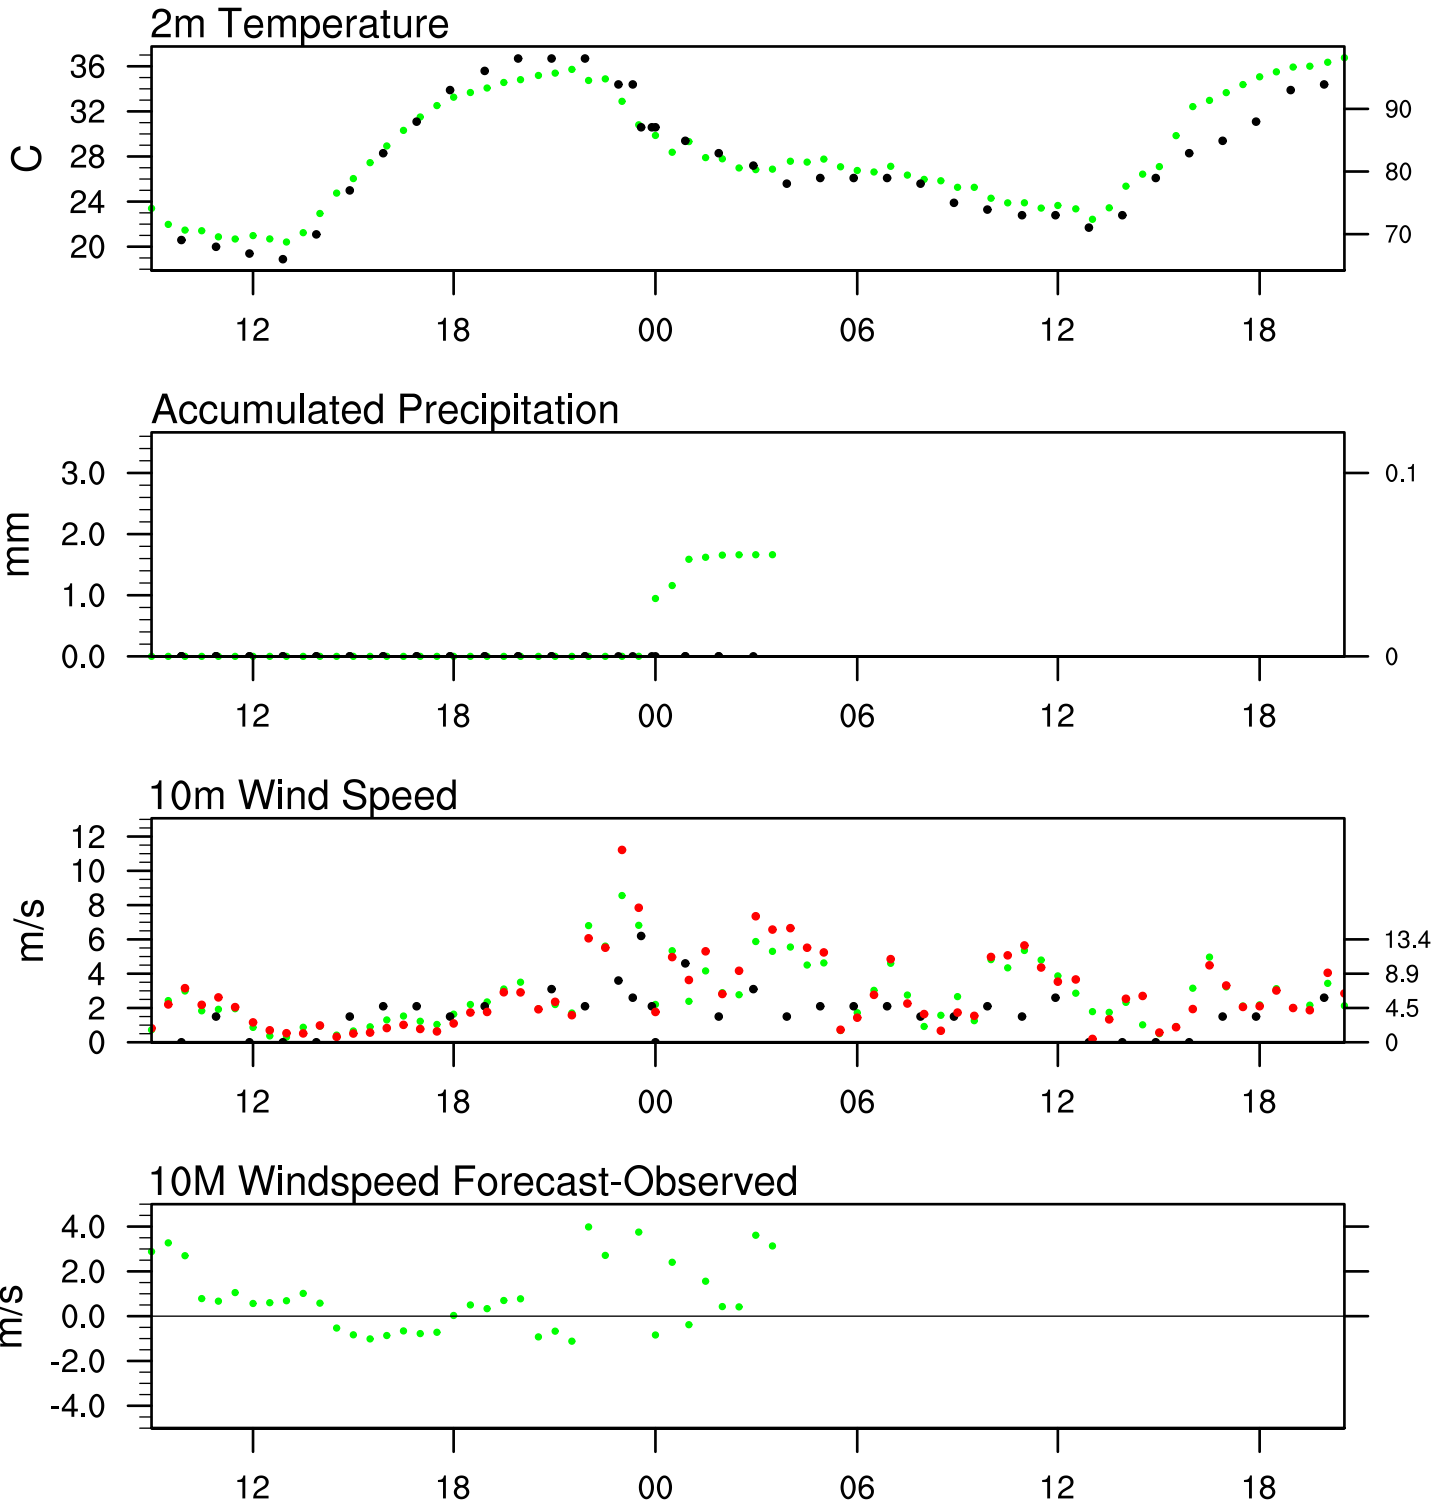 2m Temperature
36
32
28
24
20
C
90
80
70
12 18 00 06 12 18
Accumulated Precipitation
3.0
2.0
1.0
0.0
mm
0.1
0
12 18 00 06 12 18
10m Wind Speed
12
10
8
6
4
2
0
m/s
13.4
8.9
4.5
0
12 18 00 06 12 18
10M Windspeed Forecast-Observed
4.0
2.0
0.0
-2.0
-4.0
m/s
12 18 00 06 12 18